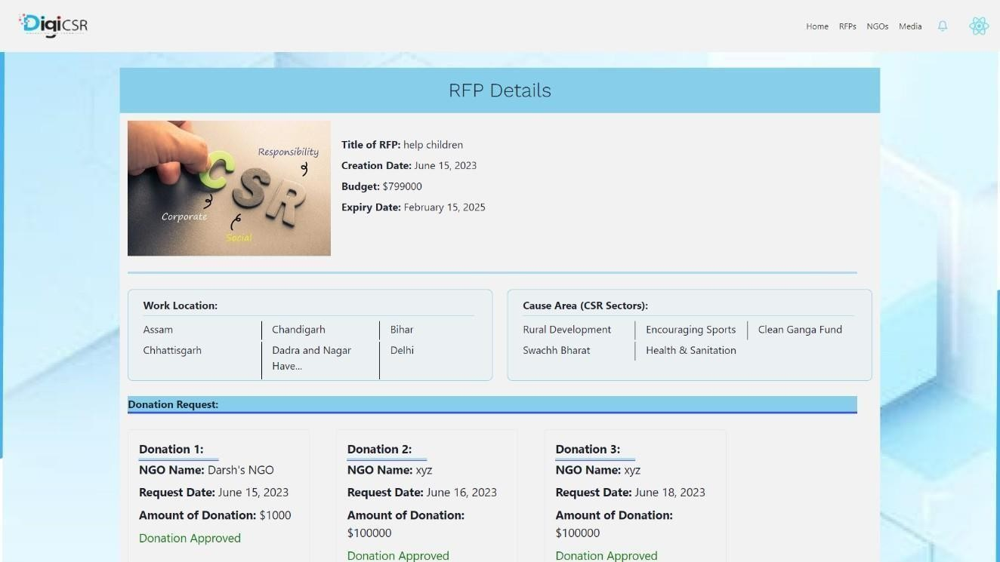 DigiCSR
Home RFPs NGOs Media
RFP Details
Responsibility
CSR
Corporate
Social
Title of RFP: help children
Creation Date: June 15, 2023
Budget: $799000
Expiry Date: February 15, 2025
Work Location:
Assam Chandigarh Bihar
Chhattisgarh Dadra and Nagar Delhi
Have...
Cause Area (CSR Sectors):
Rural Development Encouraging Sports Clean Ganga Fund
Swachh Bharat Health & Sanitation
Donation Request:
Donation 1:
NGO Name: Darsh's NGO
Request Date: June 15, 2023
Amount of Donation: $1000
Donation Approved
Donation 2:
NGO Name: xyz
Request Date: June 16, 2023
Amount of Donation:
$100000
Donation Approved
Donation 3:
NGO Name: xyz
Request Date: June 18, 2023
Amount of Donation:
$100000
Donation Approved